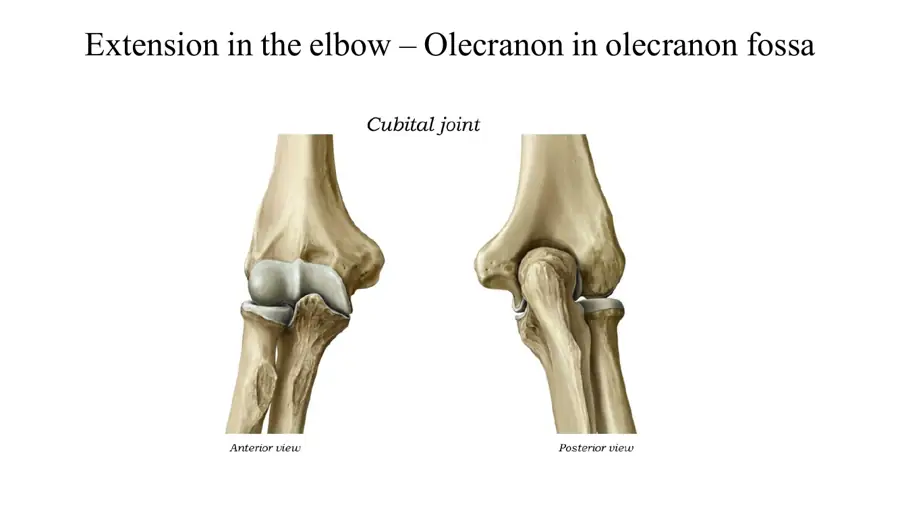 Extension in the elbow – Olecranon in olecranon fossa
Cubital joint
Anterior view
Posterior view